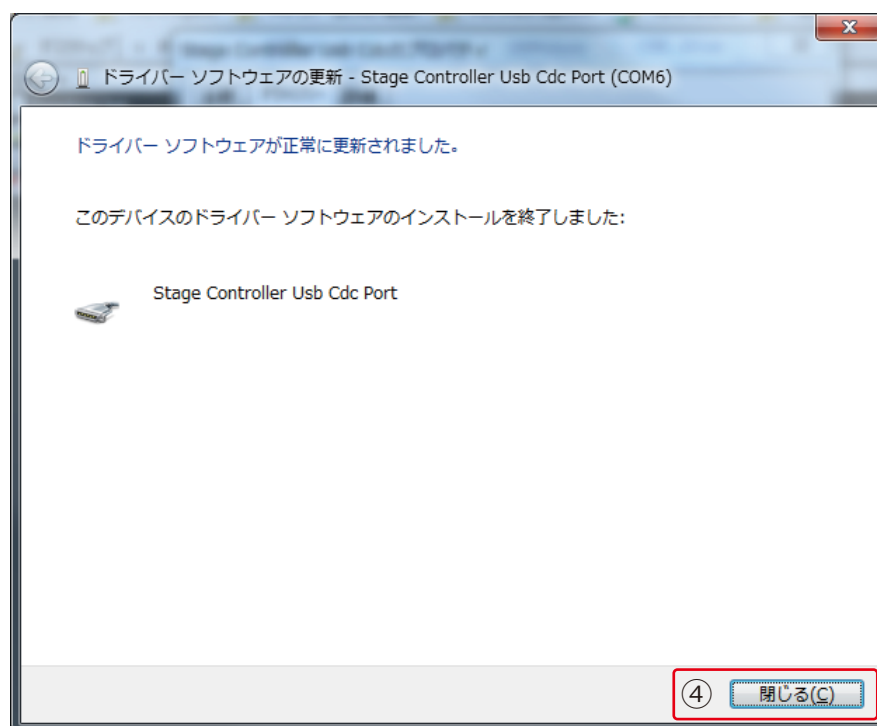 ドライバー ソフトウェアの更新 - Stage Controller Usb Cdc Port (COM6)
ドライバー ソフトウェアが正常に更新されました。
このデバイスのドライバー ソフトウェアのインストールを終了しました:
Stage Controller Usb Cdc Port
④ 閉じる(C)